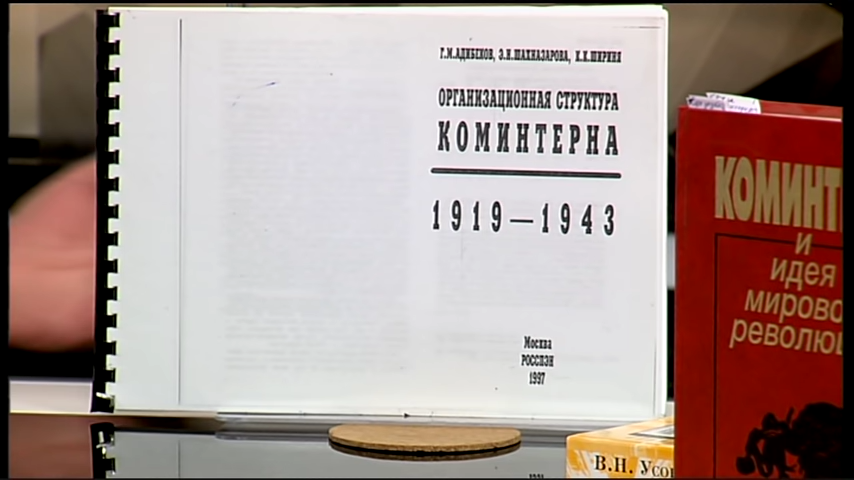 Г.М.АДИБЕКОВ, Э.Н.ШАХНАЗАРОВА, К.К.ШИРИНЯ
ОРГАНИЗАЦИОННАЯ СТРУКТУРА
КОМИНТЕРНА
1919—1943
Москва
РОССПЭН
1997
КОМИНТ
и
идея
мирово
революц
В.Н. Усо